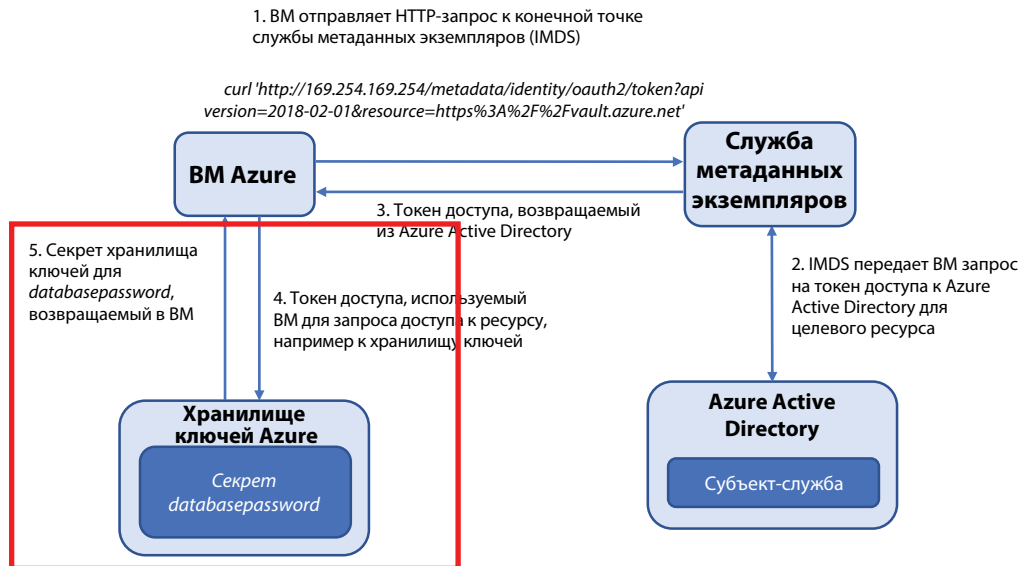 1. ВМ отправляет HTTP-запрос к конечной точке
службы метаданных экземпляров (IMDS)
curl 'http://169.254.169.254/metadata/identity/oauth2/token?api
version=2018-02-01&resource=https%3A%2F%2Fvault.azure.net'
ВМ Azure
Служба
метаданных
экземпляров
3. Токен доступа, возвращаемый
из Azure Active Directory
5. Секрет хранилища
ключей для
databasepassword,
возвращаемый в ВМ
4. Токен доступа, используемый
ВМ для запроса доступа к ресурсу,
например к хранилищу ключей
2. IMDS передает ВМ запрос
на токен доступа к Azure
Active Directory для
целевого ресурса
Хранилище
ключей Azure
Секрет
databasepassword
Azure Active
Directory
Субъект-служба